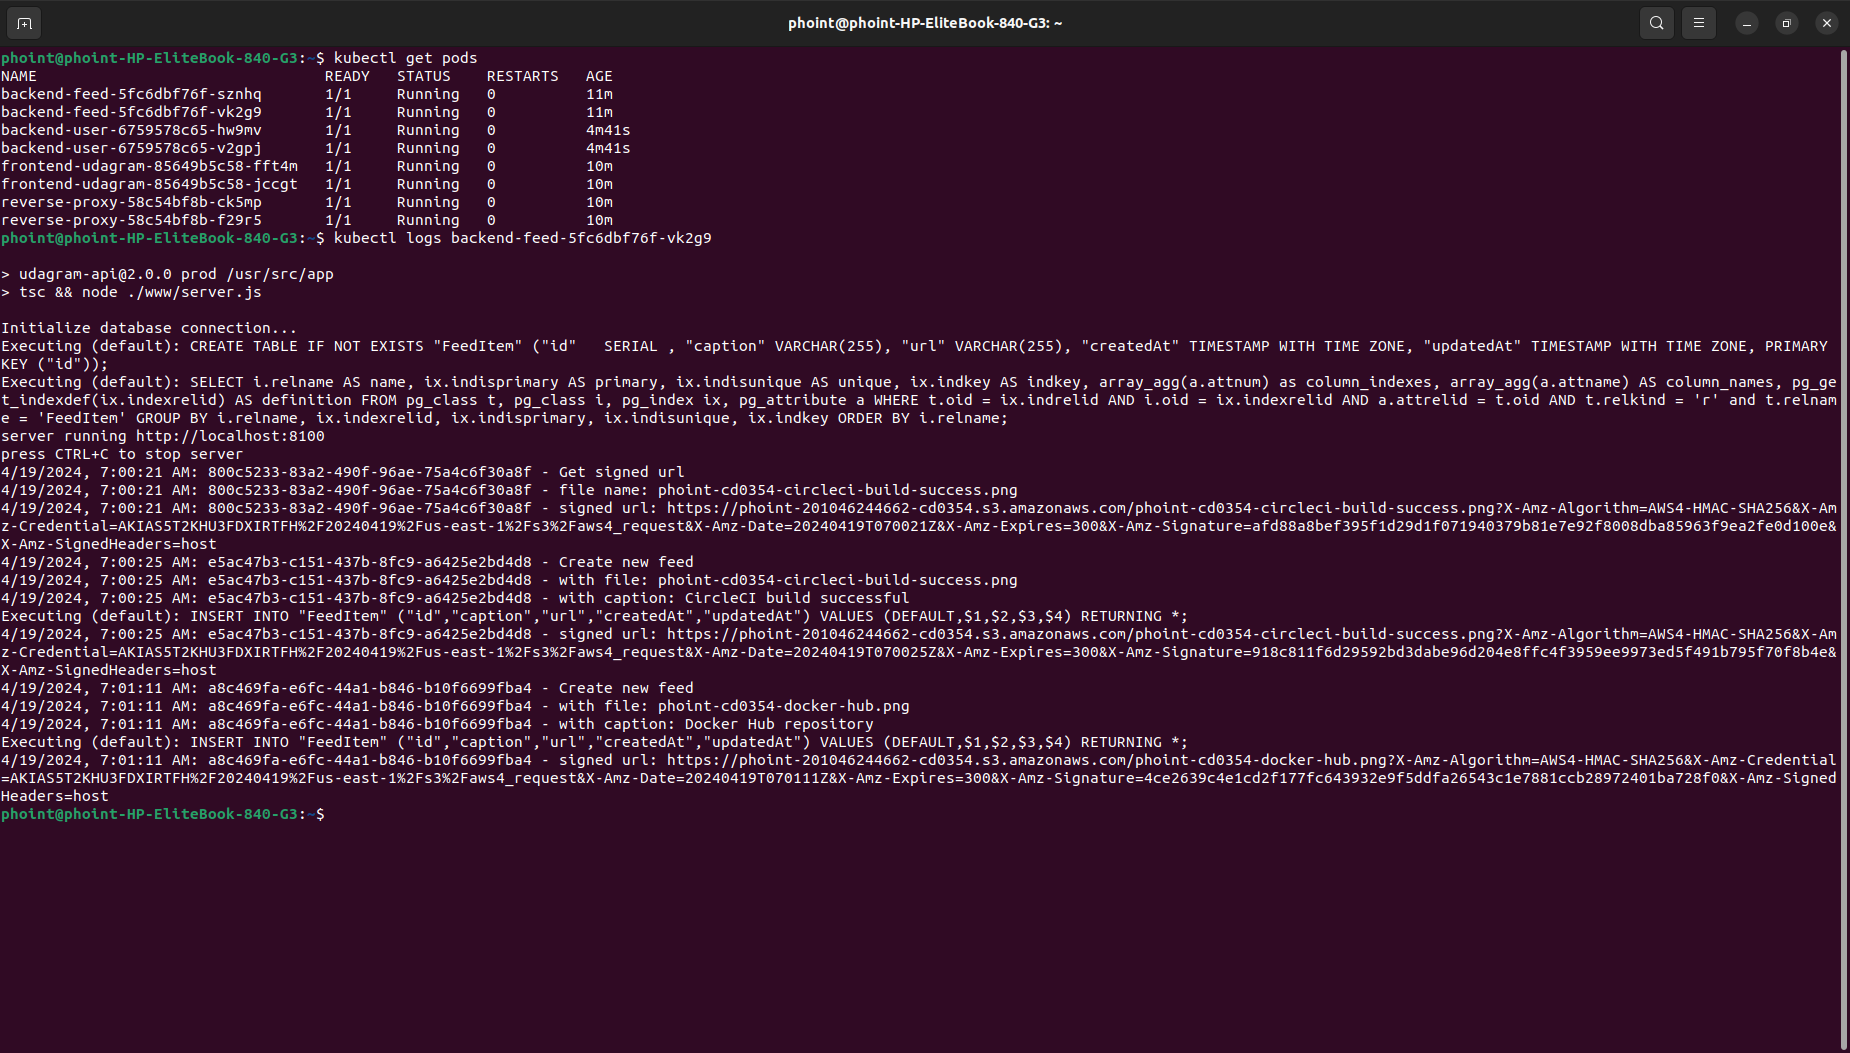 phoint@phoint-HP-EliteBook-840-G3: ~
phoint@phoint-HP-EliteBook-840-G3:~$ kubectl get pods
NAME READY STATUS RESTARTS AGE
backend-feed-5fc6dbf76f-sznhq 1/1 Running 0 11m
backend-feed-5fc6dbf76f-vk2g9 1/1 Running 0 11m
backend-user-6759578c65-hw9mv 1/1 Running 0 4m41s
backend-user-6759578c65-v2gpj 1/1 Running 0 4m41s
frontend-udagram-85649b5c58-fft4m 1/1 Running 0 10m
frontend-udagram-85649b5c58-jccgt 1/1 Running 0 10m
reverse-proxy-58c54bf8b-ck5mp 1/1 Running 0 10m
reverse-proxy-58c54bf8b-f29r5 1/1 Running 0 10m
phoint@phoint-HP-EliteBook-840-G3:~$ kubectl logs backend-feed-5fc6dbf76f-vk2g9
> udagram-api@2.0.0 prod /usr/src/app
> tsc && node ./www/server.js
Initialize database connection...
Executing (default): CREATE TABLE IF NOT EXISTS "FeedItem" ("id"   SERIAL , "caption" VARCHAR(255), "url" VARCHAR(255), "createdAt" TIMESTAMP WITH TIME ZONE, "updatedAt" TIMESTAMP WITH TIME ZONE, PRIMARY
KEY ("id"));
Executing (default): SELECT i.relname AS name, ix.indisprimary AS primary, ix.indisunique AS unique, ix.indkey AS indkey, array_agg(a.attnum) as column_indexes, array_agg(a.attname) AS column_names, pg_ge
t_indexdef(ix.indexrelid) AS definition FROM pg_class t, pg_class i, pg_index ix, pg_attribute a WHERE t.oid = ix.indrelid AND i.oid = ix.indexrelid AND a.attrelid = t.oid AND t.relkind = 'r' and t.relnam
e = 'FeedItem' GROUP BY i.relname, ix.indexrelid, ix.indisprimary, ix.indisunique, ix.indkey ORDER BY i.relname;
server running http://localhost:8100
press CTRL+C to stop server
4/19/2024, 7:00:21 AM: 800c5233-83a2-490f-96ae-75a4c6f30a8f - Get signed url
4/19/2024, 7:00:21 AM: 800c5233-83a2-490f-96ae-75a4c6f30a8f - file name: phoint-cd0354-circleci-build-success.png
4/19/2024, 7:00:21 AM: 800c5233-83a2-490f-96ae-75a4c6f30a8f - signed url: https://phoint-201046244662-cd0354.s3.amazonaws.com/phoint-cd0354-circleci-build-success.png?X-Amz-Algorithm=AWS4-HMAC-SHA256&X-Am
z-Credential=AKIAS5T2KHU3FDXIRTFH%2F20240419%2Fus-east-1%2Fs3%2Faws4_request&X-Amz-Date=20240419T070021Z&X-Amz-Expires=300&X-Amz-Signature=afd88a8bef395f1d29d1f071940379b81e7e92f8008dba85963f9ea2fe0d100e&
X-Amz-SignedHeaders=host
4/19/2024, 7:00:25 AM: e5ac47b3-c151-437b-8fc9-a6425e2bd4d8 - Create new feed
4/19/2024, 7:00:25 AM: e5ac47b3-c151-437b-8fc9-a6425e2bd4d8 - with file: phoint-cd0354-circleci-build-success.png
4/19/2024, 7:00:25 AM: e5ac47b3-c151-437b-8fc9-a6425e2bd4d8 - with caption: CircleCI build successful
Executing (default): INSERT INTO "FeedItem" ("id","caption","url","createdAt","updatedAt") VALUES (DEFAULT,$1,$2,$3,$4) RETURNING *;
4/19/2024, 7:00:25 AM: e5ac47b3-c151-437b-8fc9-a6425e2bd4d8 - signed url: https://phoint-201046244662-cd0354.s3.amazonaws.com/phoint-cd0354-circleci-build-success.png?X-Amz-Algorithm=AWS4-HMAC-SHA256&X-Am
z-Credential=AKIAS5T2KHU3FDXIRTFH%2F20240419%2Fus-east-1%2Fs3%2Faws4_request&X-Amz-Date=20240419T070025Z&X-Amz-Expires=300&X-Amz-Signature=918c811f6d29592bd3dabe96d204e8ffc4f3959ee9973ed5f491b795f70f8b4e&
X-Amz-SignedHeaders=host
4/19/2024, 7:01:11 AM: a8c469fa-e6fc-44a1-b846-b10f6699fba4 - Create new feed
4/19/2024, 7:01:11 AM: a8c469fa-e6fc-44a1-b846-b10f6699fba4 - with file: phoint-cd0354-docker-hub.png
4/19/2024, 7:01:11 AM: a8c469fa-e6fc-44a1-b846-b10f6699fba4 - with caption: Docker Hub repository
Executing (default): INSERT INTO "FeedItem" ("id","caption","url","createdAt","updatedAt") VALUES (DEFAULT,$1,$2,$3,$4) RETURNING *;
4/19/2024, 7:01:11 AM: a8c469fa-e6fc-44a1-b846-b10f6699fba4 - signed url: https://phoint-201046244662-cd0354.s3.amazonaws.com/phoint-cd0354-docker-hub.png?X-Amz-Algorithm=AWS4-HMAC-SHA256&X-Amz-Credential
=AKIAS5T2KHU3FDXIRTFH%2F20240419%2Fus-east-1%2Fs3%2Faws4_request&X-Amz-Date=20240419T070111Z&X-Amz-Expires=300&X-Amz-Signature=4ce2639c4e1cd2f177fc643932e9f5ddfa26543c1e7881ccb28972401ba728f0&X-Amz-Signed
Headers=host
phoint@phoint-HP-EliteBook-840-G3:~$